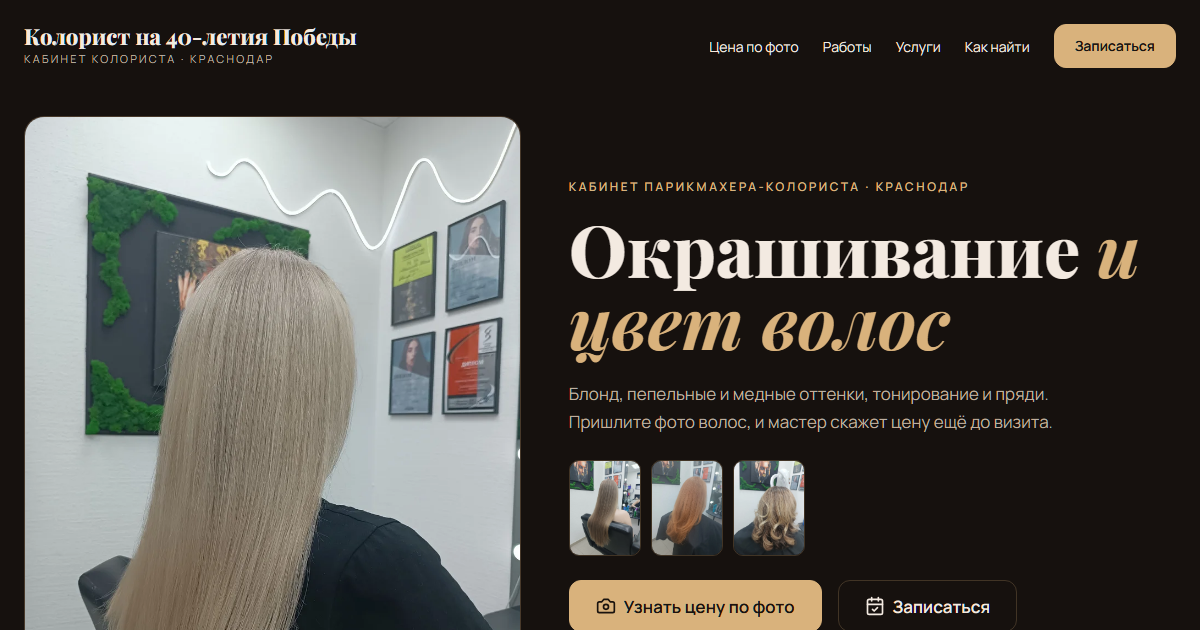 Колорист на 40-летия Победы
КАБИНЕТ КОЛОРИСТА · КРАСНОДАР
Цена по фото
Работы
Услуги
Как найти
Записаться
КАБИНЕТ ПАРИКМАХЕРА-КОЛОРИСТА · КРАСНОДАР
Окрашивание и
цвет волос
Блонд, пепельные и медные оттенки, тонирование и пряди.
Пришлите фото волос, и мастер скажет цену ещё до визита.
Узнать цену по фото
Записаться